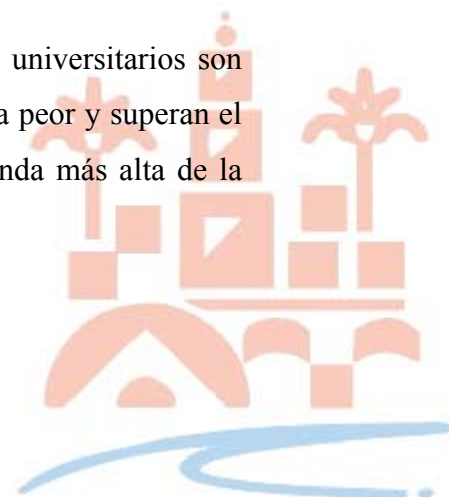 universitarios son
a peor y superan el
nda más alta de la